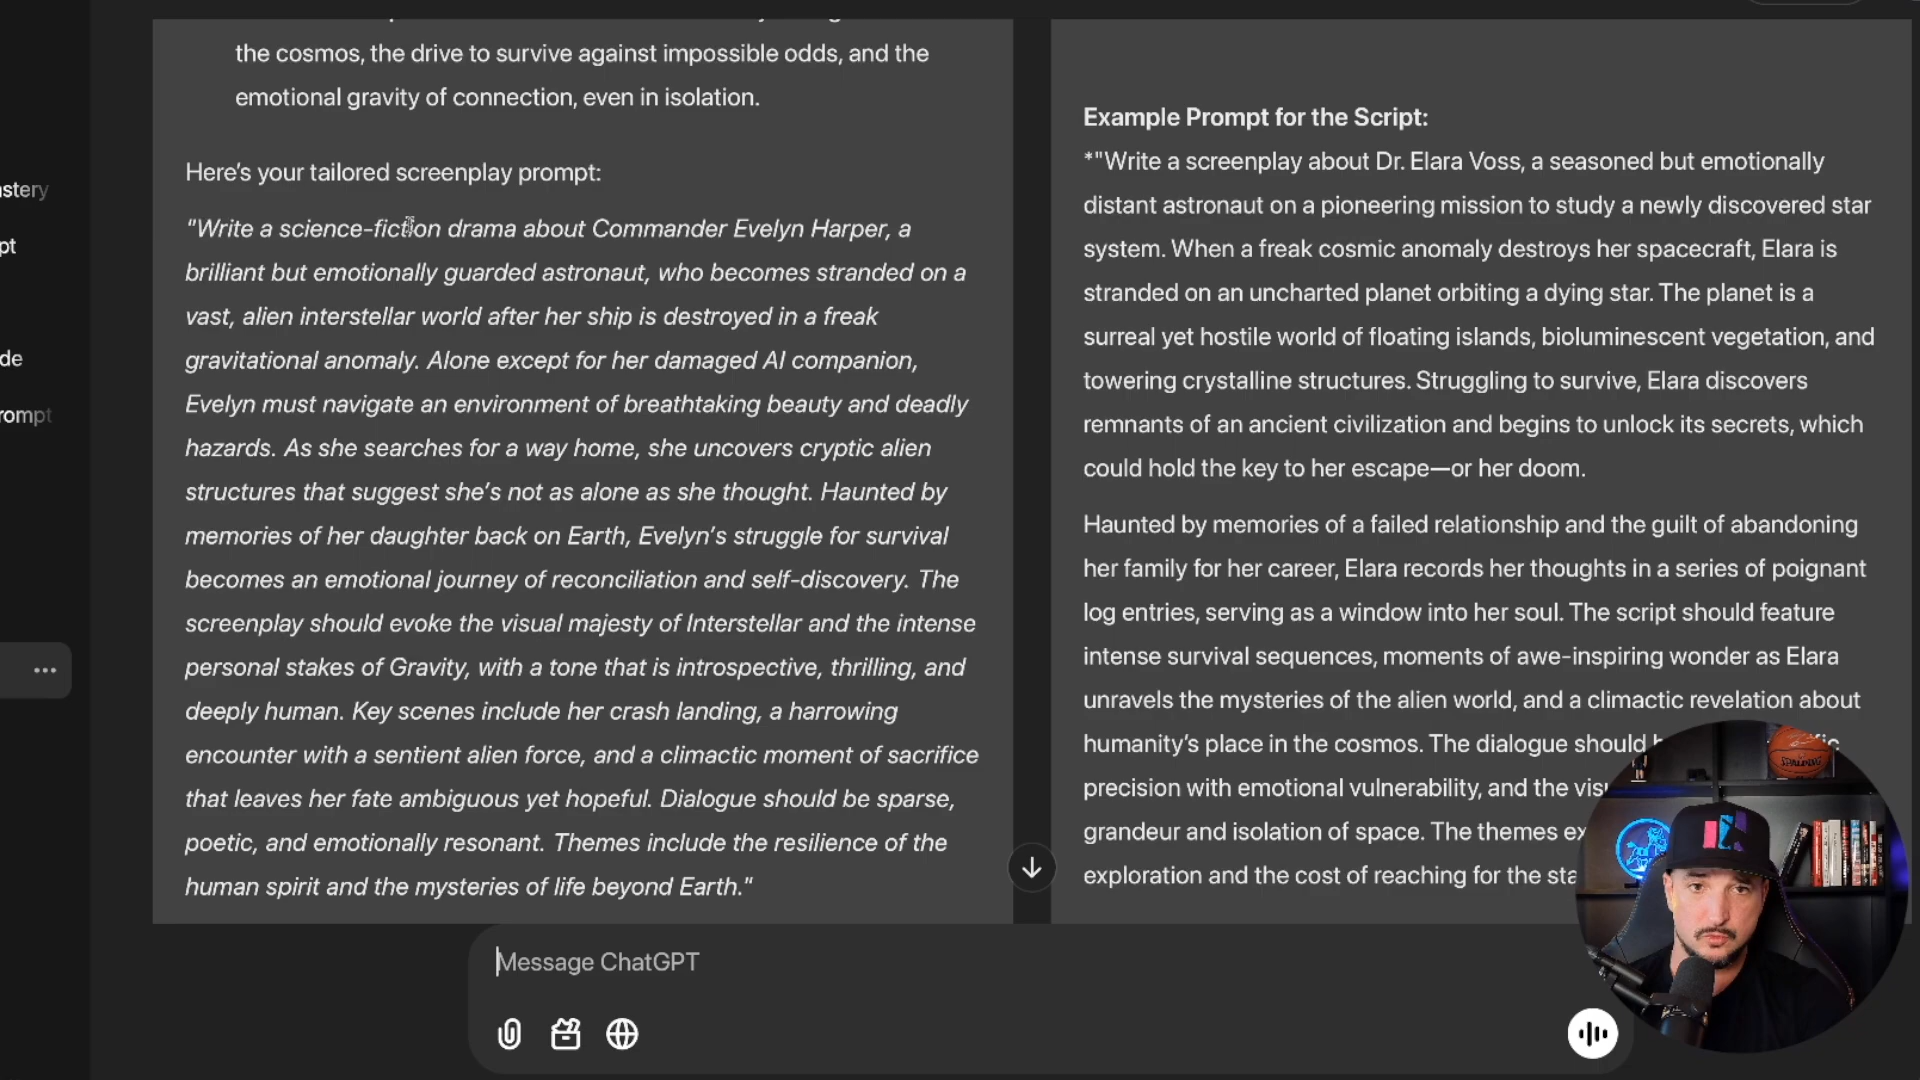 the cosmos, the drive to survive against impossible odds, and the
emotional gravity of connection, even in isolation.
Here's your tailored screenplay prompt:
"Write a science-fiction drama about Commander Evelyn Harper, a
brilliant but emotionally guarded astronaut, who becomes stranded on a
vast, alien interstellar world after her ship is destroyed in a freak
gravitational anomaly. Alone except for her damaged AI companion,
Evelyn must navigate an environment of breathtaking beauty and deadly
hazards. As she searches for a way home, she uncovers cryptic alien
structures that suggest she's not as alone as she thought. Haunted by
memories of her daughter back on Earth, Evelyn's struggle for survival
becomes an emotional journey of reconciliation and self-discovery. The
screenplay should evoke the visual majesty of Interstellar and the intense
personal stakes of Gravity, with a tone that is introspective, thrilling, and
deeply human. Key scenes include her crash landing, a harrowing
encounter with a sentient alien force, and a climactic moment of sacrifice
that leaves her fate ambiguous yet hopeful. Dialogue should be sparse,
poetic, and emotionally resonant. Themes include the resilience of the
human spirit and the mysteries of life beyond Earth."
Example Prompt for the Script:
*"Write a screenplay about Dr. Elara Voss, a seasoned but emotionally
distant astronaut on a pioneering mission to study a newly discovered star
system. When a freak cosmic anomaly destroys her spacecraft, Elara is
stranded on an uncharted planet orbiting a dying star. The planet is a
surreal yet hostile world of floating islands, bioluminescent vegetation, and
towering crystalline structures. Struggling to survive, Elara discovers
remnants of an ancient civilization and begins to unlock its secrets, which
could hold the key to her escape—or her doom.
Haunted by memories of a failed relationship and the guilt of abandoning
her family for her career, Elara records her thoughts in a series of poignant
log entries, serving as a window into her soul. The script should feature
intense survival sequences, moments of awe-inspiring wonder as Elara
unravels the mysteries of the alien world, and a climactic revelation about
humanity's place in the cosmos. The dialogue should
precision with emotional vulnerability, and the
grandeur and isolation of space. The themes
exploration and the cost of reaching for the
Message ChatGPT
SPALDING